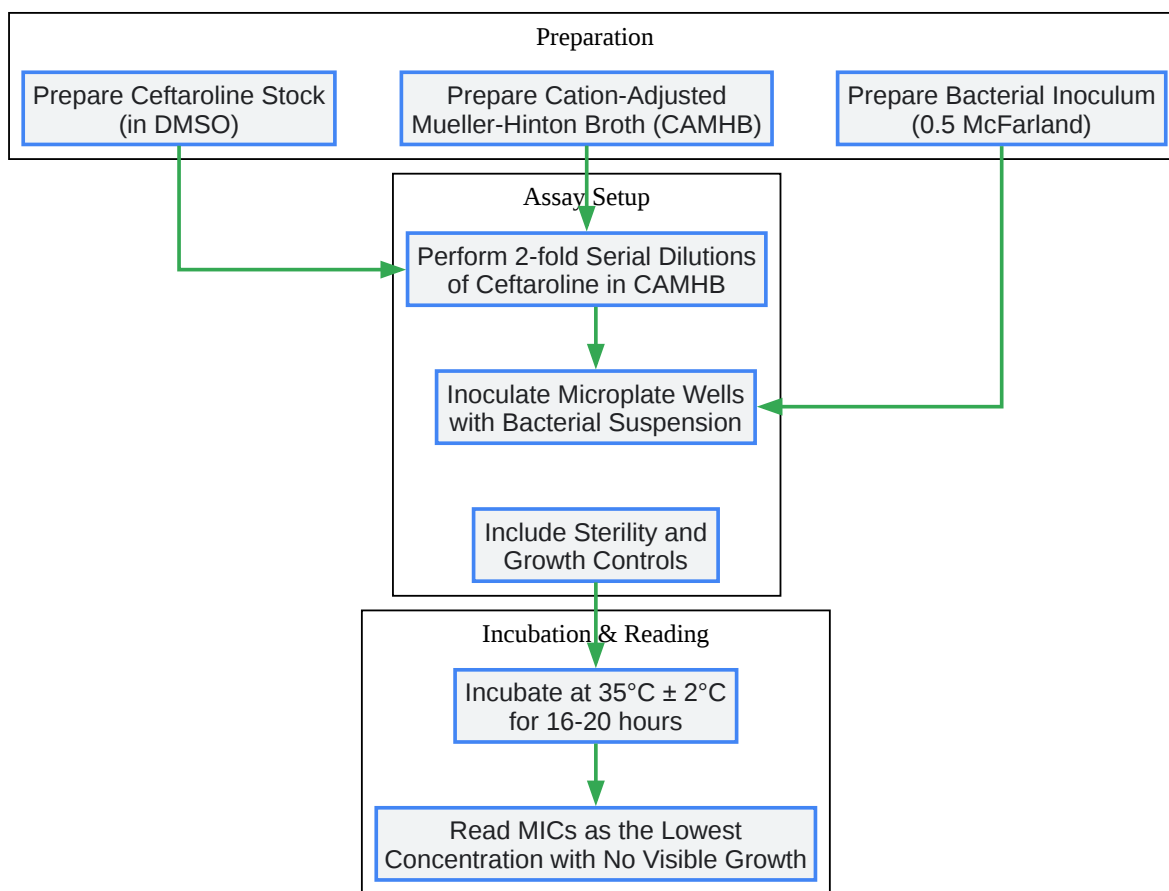 Preparation
Prepare Ceftaroline Stock
(in DMSO)
Prepare Cation-Adjusted
Mueller-Hinton Broth (CAMHB)
Prepare Bacterial Inoculum
(0.5 McFarland)
Assay Setup
Perform 2-fold Serial Dilutions
of Ceftaroline in CAMHB
Inoculate Microplate Wells
with Bacterial Suspension
Include Sterility and
Growth Controls
Incubation & Reading
Incubate at 35°C ± 2°C
for 16-20 hours
Read MICs as the Lowest
Concentration with No Visible Growth